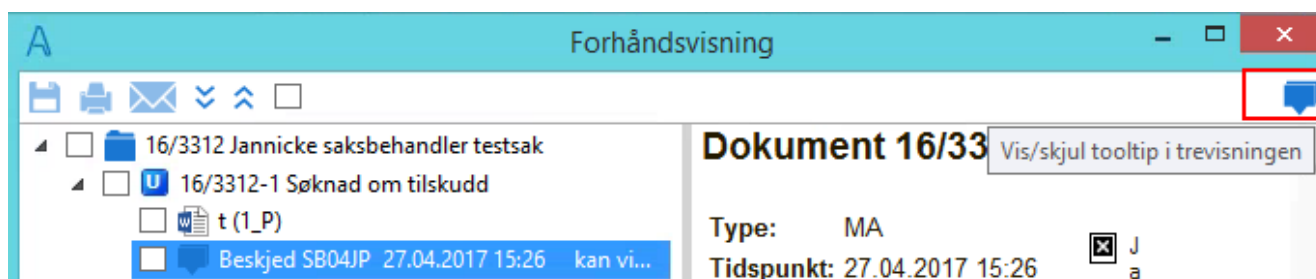 Forhåndsvisning
16/3312 Jannicke saksbehandler testsak
U 16/3312-1 Søknad om tilskudd
t (1_P)
Beskjed SB04JP 27.04.2017 15:26 kan vi...
Dokument 16/33
Vis/skjul tooltip i trevisningen
Type: MA
Tidspunkt: 27.04.2017 15:26
J
a